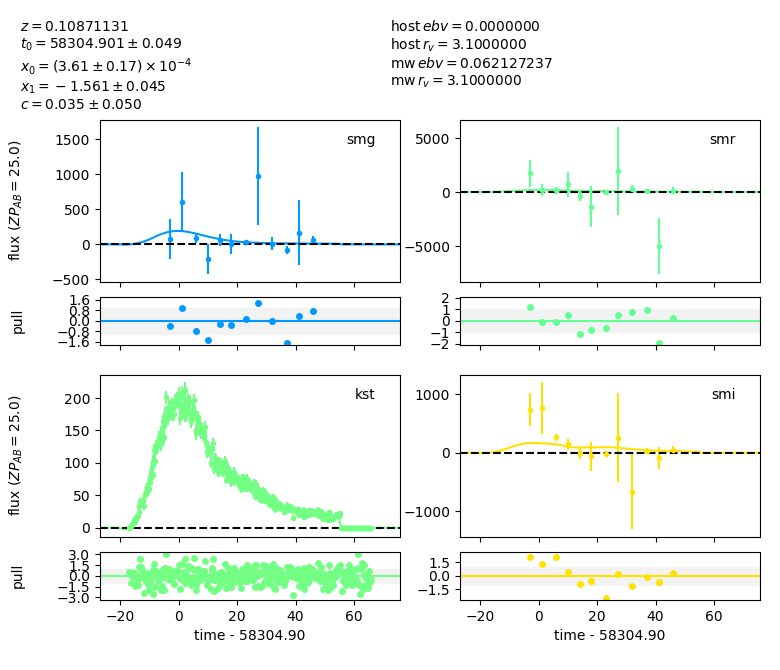 z = 0.10871131
t₀ = 58304.901 ± 0.049
x₀ = (3.61 ± 0.17) × 10⁻⁴
x₁ = −1.561 ± 0.045
c = 0.035 ± 0.050
host ebv = 0.0000000
host r_v = 3.1000000
mw ebv = 0.062127237
mw r_v = 3.1000000
flux (ZP_AB = 25.0)
1500
1000
500
0
−500
smg
5000
0
−5000
smr
pull
1.6
0.8
0.0
−0.8
−1.6
2
1
0
−1
−2
flux (ZP_AB = 25.0)
200
150
100
50
0
kst
1000
0
−1000
smi
pull
3.0
1.5
0.0
−1.5
−3.0
−20 0 20 40 60
time - 58304.90
1.5
0.0
−1.5
−20 0 20 40 60
time - 58304.90